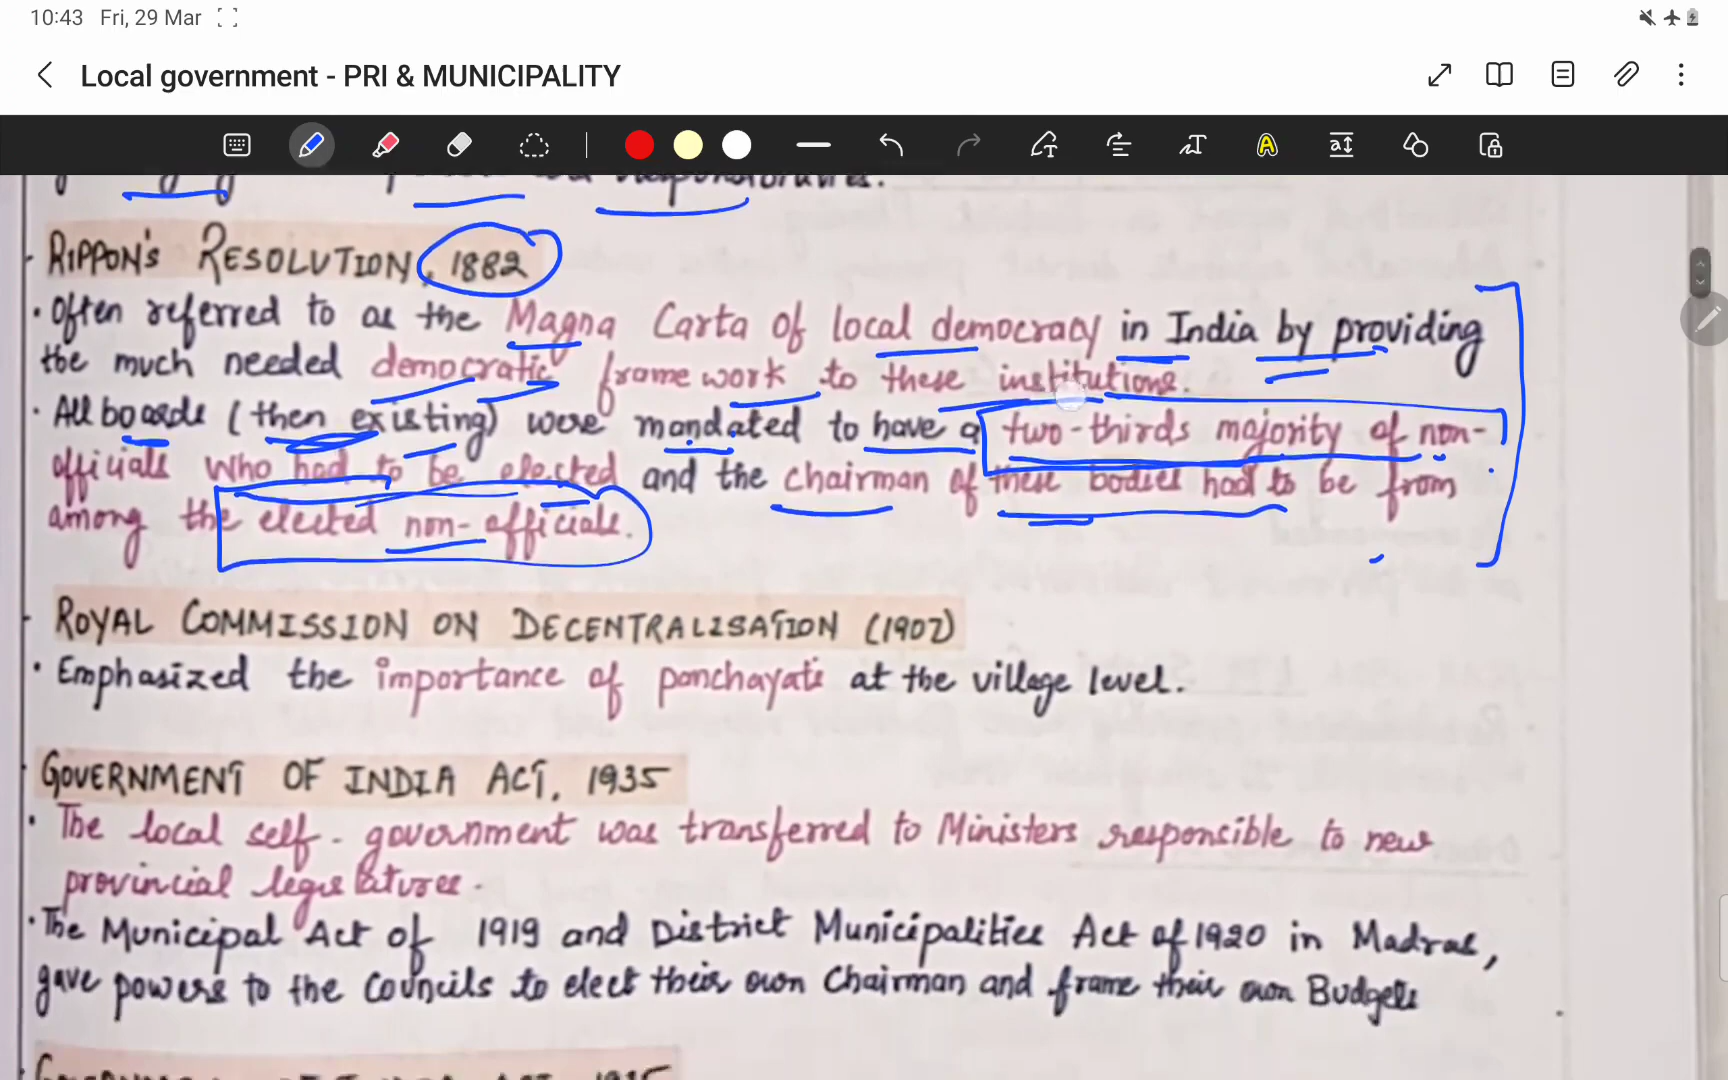 10:43 Fri, 29 Mar
Local government - PRI & MUNICIPALITY
RIPPON'S RESOLUTION, 1882
• Often referred to as the Magna Carta of local democracy in India by providing
the much needed democratic framework to these institutions.
• All boards (then existing) were mandated to have a two-thirds majority of non-
officials who had to be elected and the chairman of these bodies had to be from
among the elected non-officials.
ROYAL COMMISSION ON DECENTRALISATION (1907)
• Emphasized the importance of panchayats at the village level.
GOVERNMENT OF INDIA ACT, 1935
• The local self-government was transferred to Ministers responsible to new
provincial legislatures.
• The Municipal Act of 1919 and District Municipalities Act of 1920 in Madras,
gave powers to the Councils to elect their own Chairman and frame their own Budgets